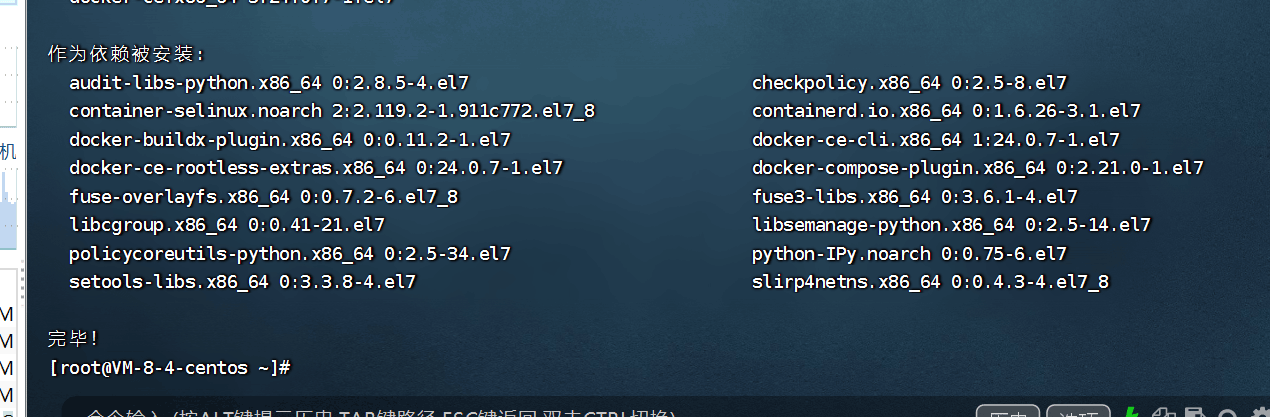 作为依赖被安装:
audit-libs-python.x86_64 0:2.8.5-4.el7 checkpolicy.x86_64 0:2.5-8.el7
container-selinux.noarch 2:2.119.2-1.911c772.el7_8 containerd.io.x86_64 0:1.6.26-3.1.el7
docker-buildx-plugin.x86_64 0:0.11.2-1.el7 docker-ce-cli.x86_64 1:24.0.7-1.el7
机
docker-ce-rootless-extras.x86_64 0:24.0.7-1.el7 docker-compose-plugin.x86_64 0:2.21.0-1.el7
fuse-overlayfs.x86_64 0:0.7.2-6.el7_8 fuse3-libs.x86_64 0:3.6.1-4.el7
libcgroup.x86_64 0:0.41-21.el7 libsemanage-python.x86_64 0:2.5-14.el7
policycoreutils-python.x86_64 0:2.5-34.el7 python-IPy.noarch 0:0.75-6.el7
setools-libs.x86_64 0:3.3.8-4.el7 slirp4netns.x86_64 0:0.4.3-4.el7_8
M
完毕!
M
[root@VM-8-4-centos ~]#
M
M